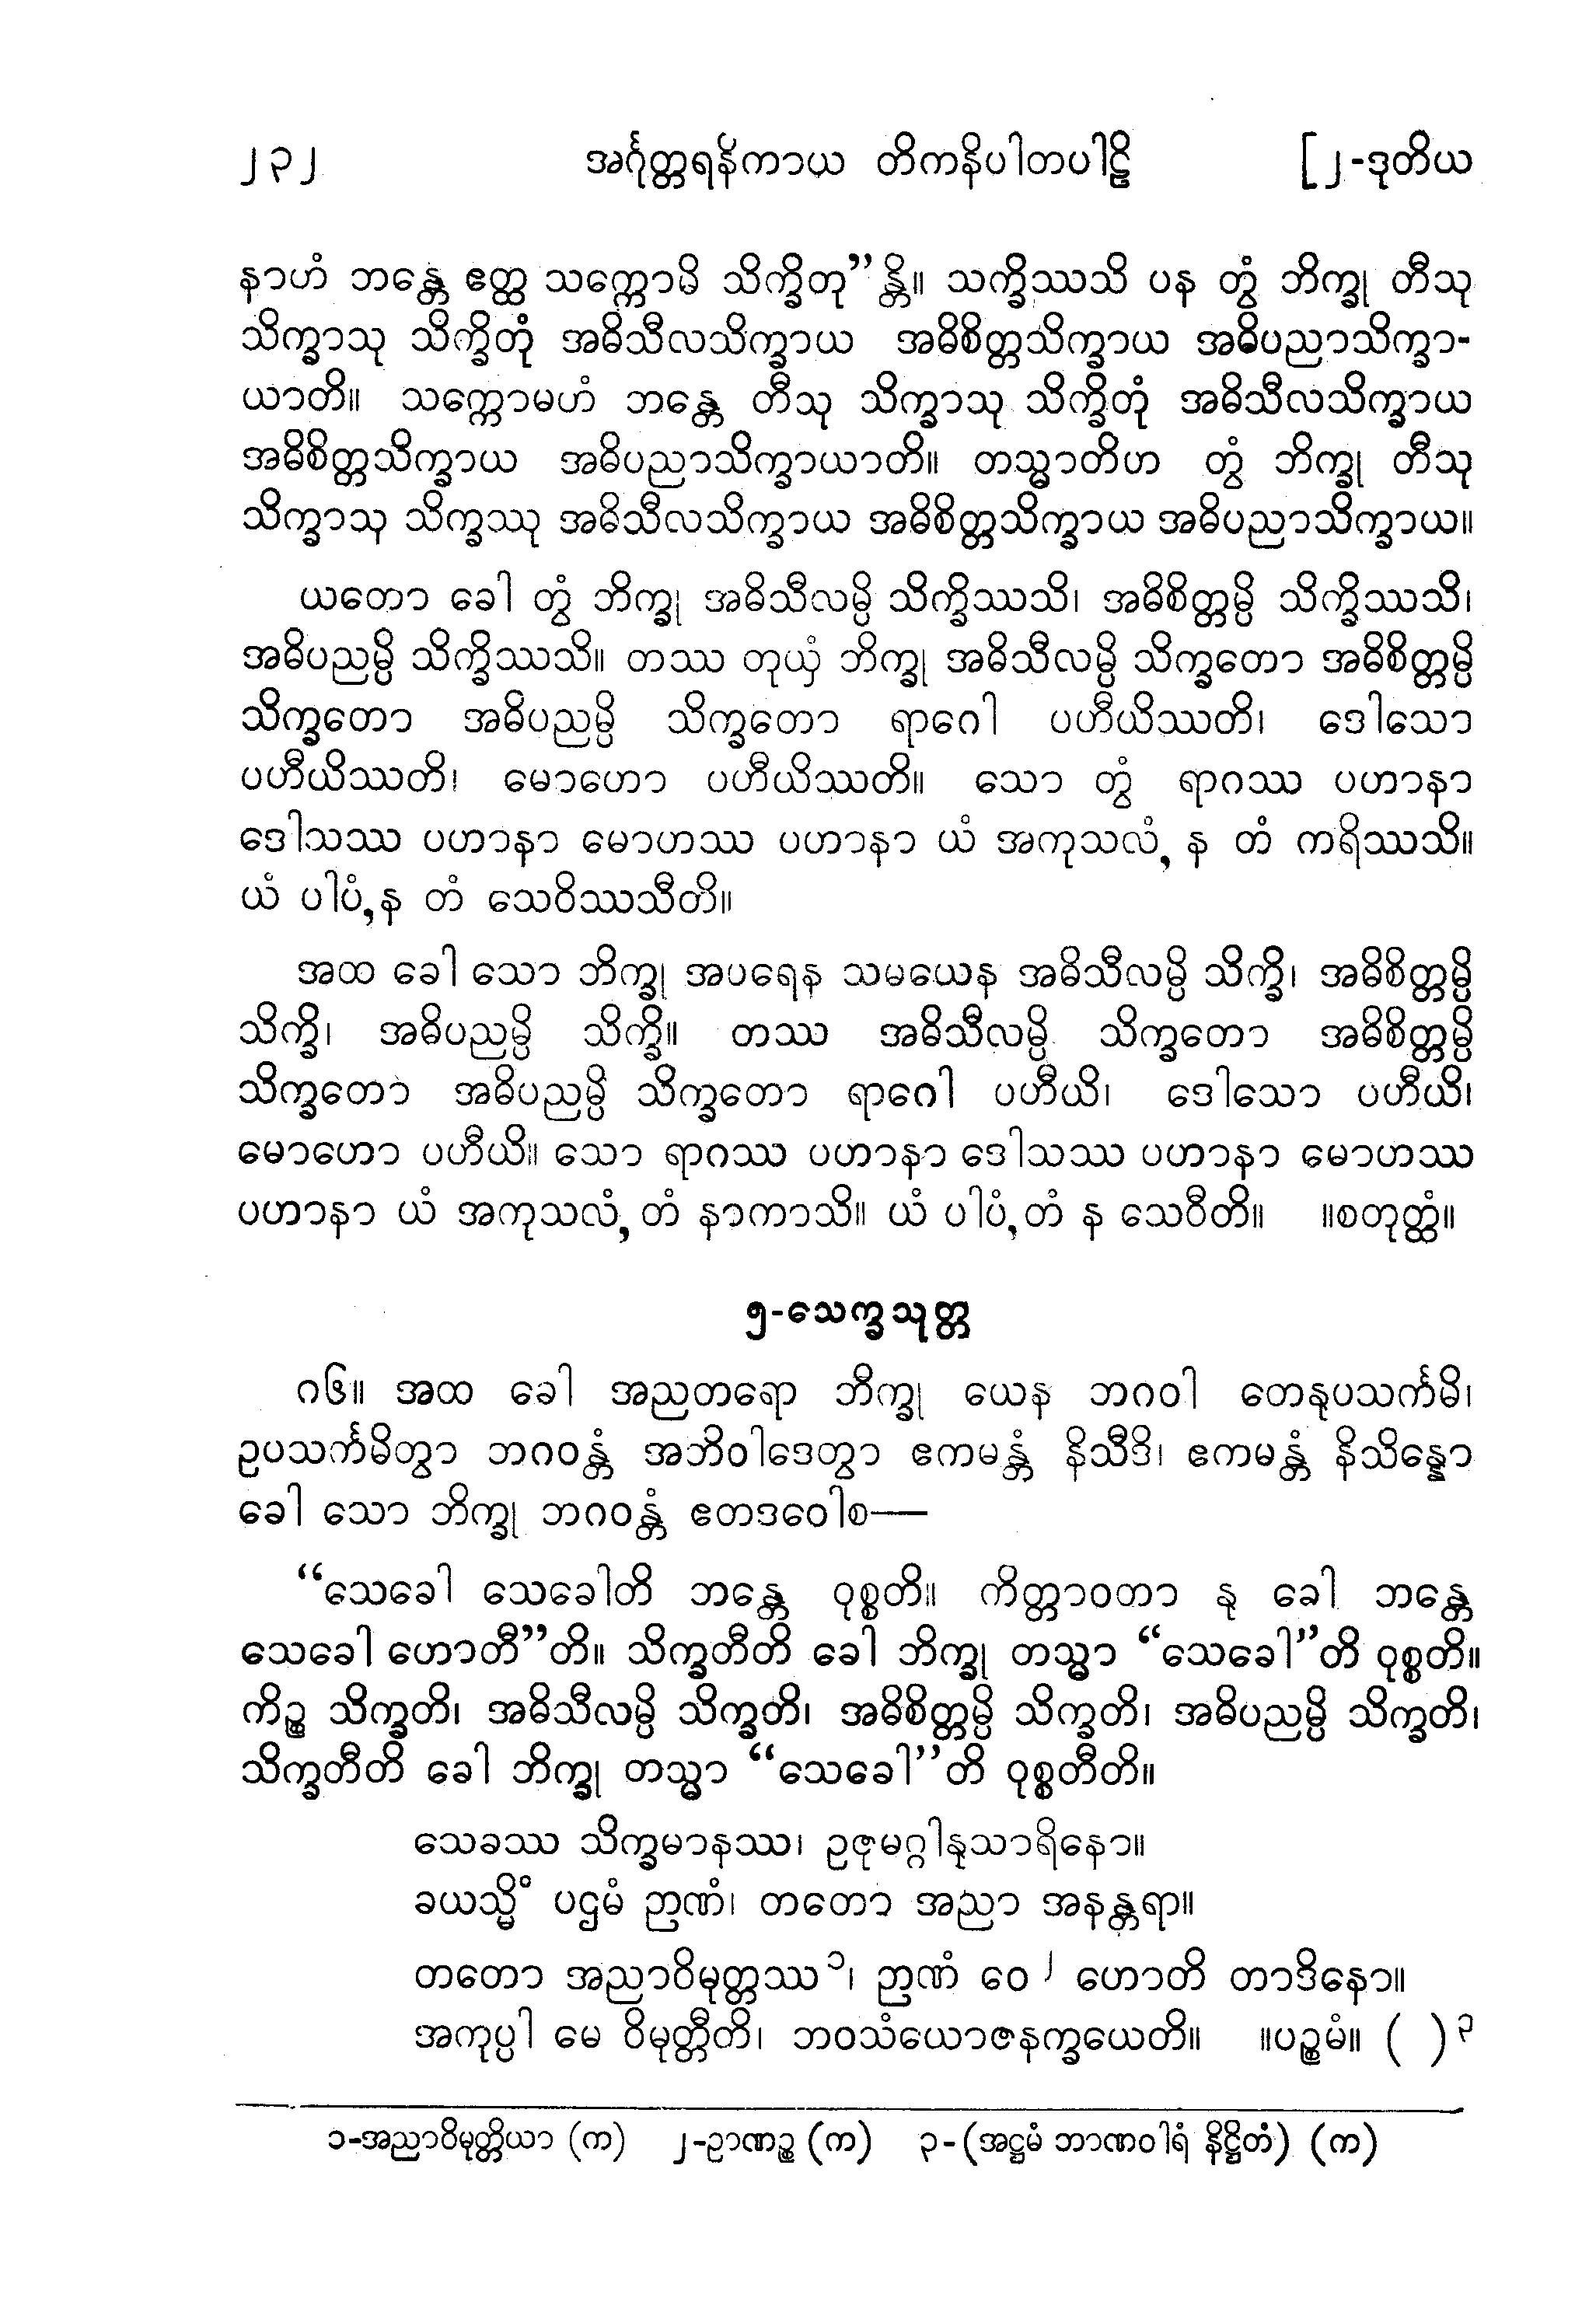 ၂၃၂ အင်္ဂုတ္တရနိကာယ တိကနိပါတပါဠိ [၂-ဒုတိယ
နာဟံ ဘန္တေ ဧတ္ထ သက္ကောမိ သိက္ခိတု”န္တိ။ သက္ခိဿသိ ပန တွံ ဘိက္ခု တီသု
သိက္ခာသု သိက္ခိတုံ အဓိသီလသိက္ခာယ အဓိစိတ္တသိက္ခာယ အဓိပညာသိက္ခာ-
ယာတိ။ သက္ကောမဟံ ဘန္တေ တီသု သိက္ခာသု သိက္ခိတုံ အဓိသီလသိက္ခာယ
အဓိစိတ္တသိက္ခာယ အဓိပညာသိက္ခာယာတိ။ တသ္မာတိဟ တွံ ဘိက္ခု တီသု
သိက္ခာသု သိက္ခဿု အဓိသီလသိက္ခာယ အဓိစိတ္တသိက္ခာယ အဓိပညာသိက္ခာယ။
ယတော ခေါ တွံ ဘိက္ခု အဓိသီလမ္ပိ သိက္ခိဿသိ၊ အဓိစိတ္တမ္ပိ သိက္ခိဿသိ၊
အဓိပညမ္ပိ သိက္ခိဿသိ။ တဿ တုယှံ ဘိက္ခု အဓိသီလမ္ပိ သိက္ခတော အဓိစိတ္တမ္ပိ
သိက္ခတော အဓိပညမ္ပိ သိက္ခတော ရာဂေါ ပဟီယိဿတိ၊ ဒေါသော
ပဟီယိဿတိ၊ မောဟော ပဟီယိဿတိ။ သော တွံ ရာဂဿ ပဟာနာ
ဒေါသဿ ပဟာနာ မောဟဿ ပဟာနာ ယံ အကုသလံ, န တံ ကရိဿသိ။
ယံ ပါပံ,န တံ သေဝိဿသီတိ။
အထ ခေါ သော ဘိက္ခု အပရေန သမယေန အဓိသီလမ္ပိ သိက္ခိ၊ အဓိစိတ္တမ္ပိ
သိက္ခိ၊ အဓိပညမ္ပိ သိက္ခိ။ တဿ အဓိသီလမ္ပိ သိက္ခတော အဓိစိတ္တမ္ပိ
သိက္ခတော အဓိပညမ္ပိ သိက္ခတော ရာဂေါ ပဟီယိ၊ ဒေါသော ပဟီယိ၊
မောဟော ပဟီယိ။ သော ရာဂဿ ပဟာနာ ဒေါသဿ ပဟာနာ မောဟဿ
ပဟာနာ ယံ အကုသလံ, တံ နာကာသိ။ ယံ ပါပံ,တံ န သေဝီတိ။ ။စတုတ္ထံ။
၅-သေက္ခသုတ္တ
၈၆။ အထ ခေါ အညတရော ဘိက္ခု ယေန ဘဂဝါ တေနုပသင်္ကမိ၊
ဥပသင်္ကမိတွာ ဘဂဝန္တံ အဘိဝါဒေတွာ ဧကမန္တံ နိသီဒိ၊ ဧကမန္တံ နိသိန္နော
ခေါ သော ဘိက္ခု ဘဂဝန္တံ ဧတဒဝေါစ—
“သေခေါ သေခေါတိ ဘန္တေ ဝုစ္စတိ။ ကိတ္တာဝတာ နု ခေါ ဘန္တေ
သေခေါ ဟောတီ”တိ။ သိက္ခတီတိ ခေါ ဘိက္ခု တသ္မာ “သေခေါ”တိ ဝုစ္စတိ။
ကိဉ္စ သိက္ခတိ၊ အဓိသီလမ္ပိ သိက္ခတိ၊ အဓိစိတ္တမ္ပိ သိက္ခတိ၊ အဓိပညမ္ပိ သိက္ခတိ၊
သိက္ခတီတိ ခေါ ဘိက္ခု တသ္မာ “သေခေါ”တိ ဝုစ္စတီတိ။
သေခဿ သိက္ခမာနဿ၊ ဥဇုမဂ္ဂါနုသာရိနော။
ခယသ္မိံ ပဌမံ ဉာဏံ၊ တတော အညာ အနန္တရာ။
တတော အညာဝိမုတ္တဿ ၁၊ ဉာဏံ ဝေ ၂ ဟောတိ တာဒိနော။
အကုပ္ပါ မေ ဝိမုတ္တီတိ၊ ဘဝသံယောဇနက္ခယေတိ။ ။ပဉ္စမံ။ ( ) ၃
၁-အညာဝိမုတ္တိယာ (က) ၂-ဉာဏဉ္စ (က) ၃-(အဋ္ဌမံ ဘာဏဝါရံ နိဋ္ဌိတံ) (က)